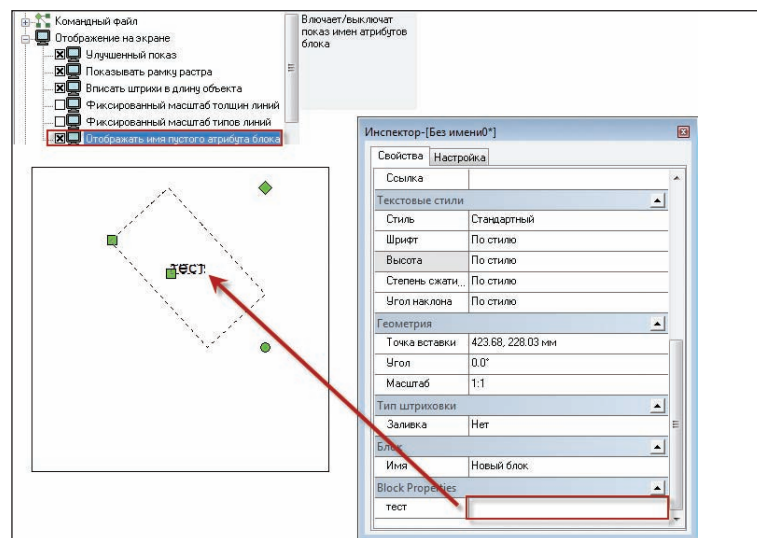 Командный файл
Отображение на экране
Улучшенный показ
Показывать рамку растра
Вписать штрихи в длину объекта
Фиксированный масштаб толщин линий
Фиксированный масштаб типов линий
Отображать имя пустого атрибута блока
Влючает/выключат
показ имен атрибутов
блока
тест
Инспектор-[Без имени0*]
Свойства Настройка
Ссылка
Текстовые стили
Стиль Стандартный
Шрифт По стилю
Высота По стилю
Степень сжати... По стилю
Угол наклона По стилю
Геометрия
Точка вставки 423.68, 228.03 мм
Угол 0.0°
Масштаб 1:1
Тип штриховки
Заливка Нет
Блок
Имя Новый блок
Block Properties
тест